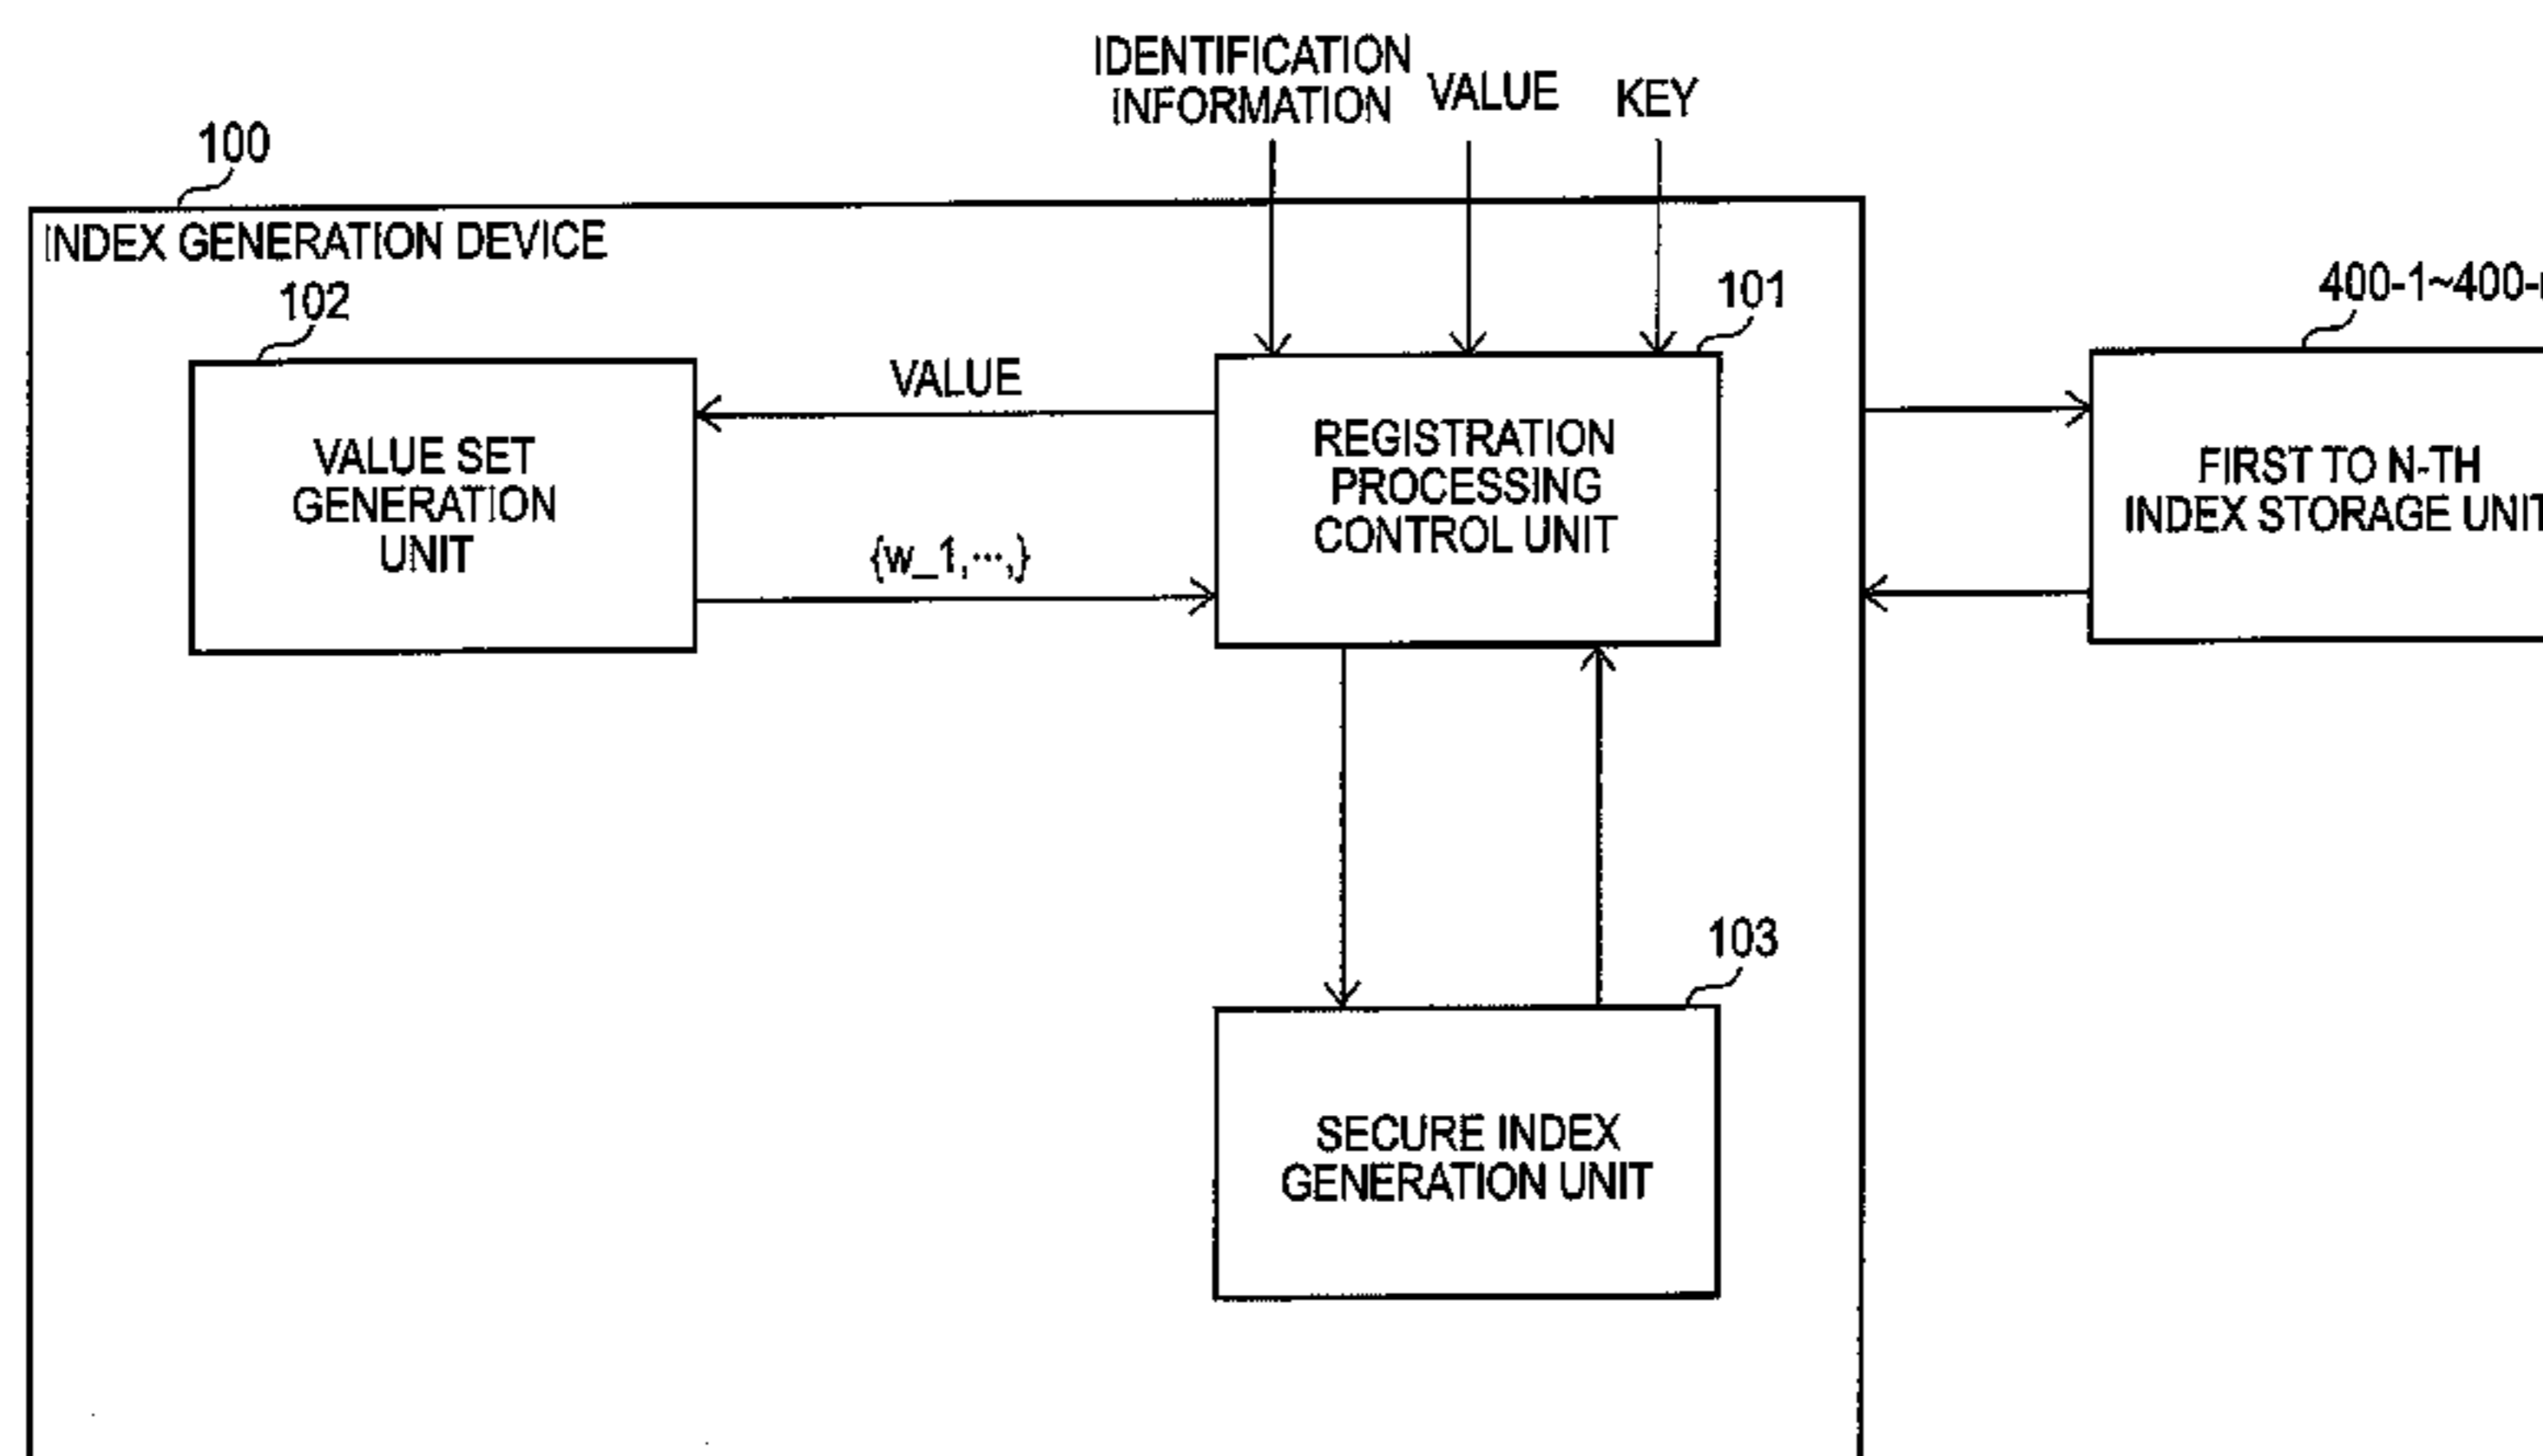 IDENTIFICATION
INFORMATION
VALUE
KEY
100
INDEX GENERATION DEVICE
102
101
400-1~400-
VALUE
VALUE SET
GENERATION
UNIT
{w_1,⋯,}
REGISTRATION
PROCESSING
CONTROL UNIT
FIRST TO N-TH
INDEX STORAGE UNIT
103
SECURE INDEX
GENERATION UNIT